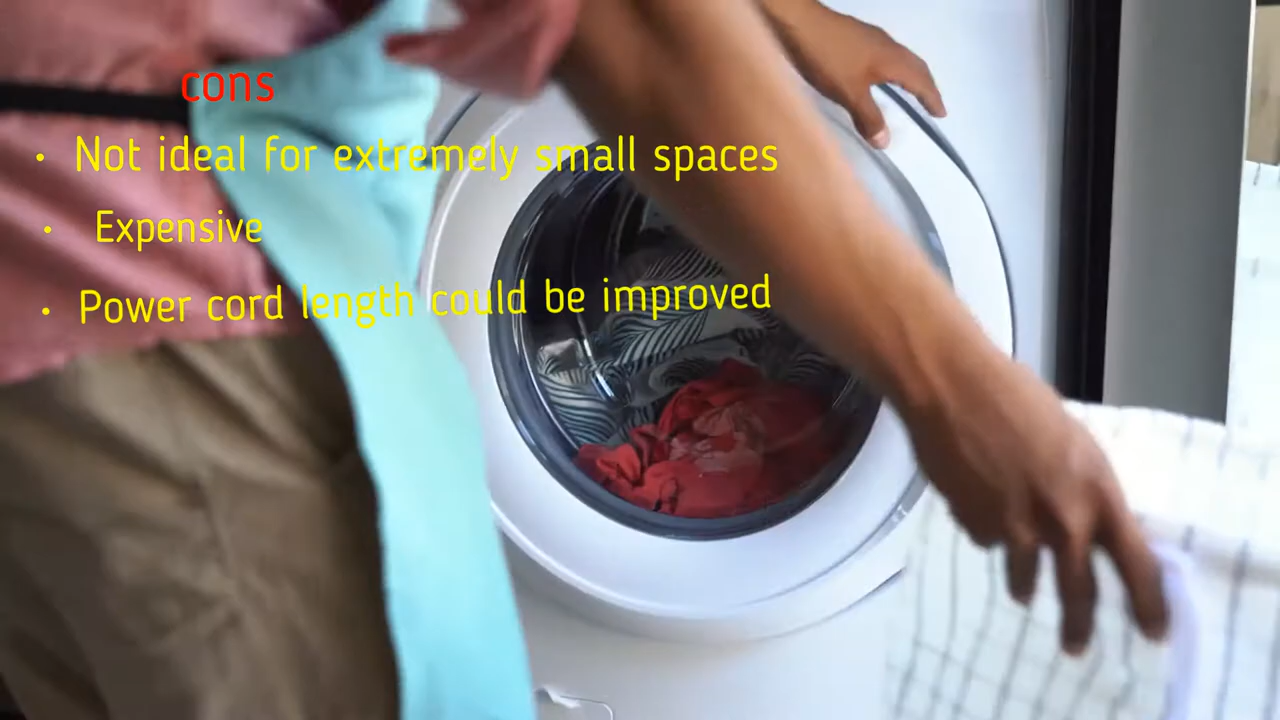 cons
• Not ideal for extremely small spaces
• Expensive
• Power cord length could be improved